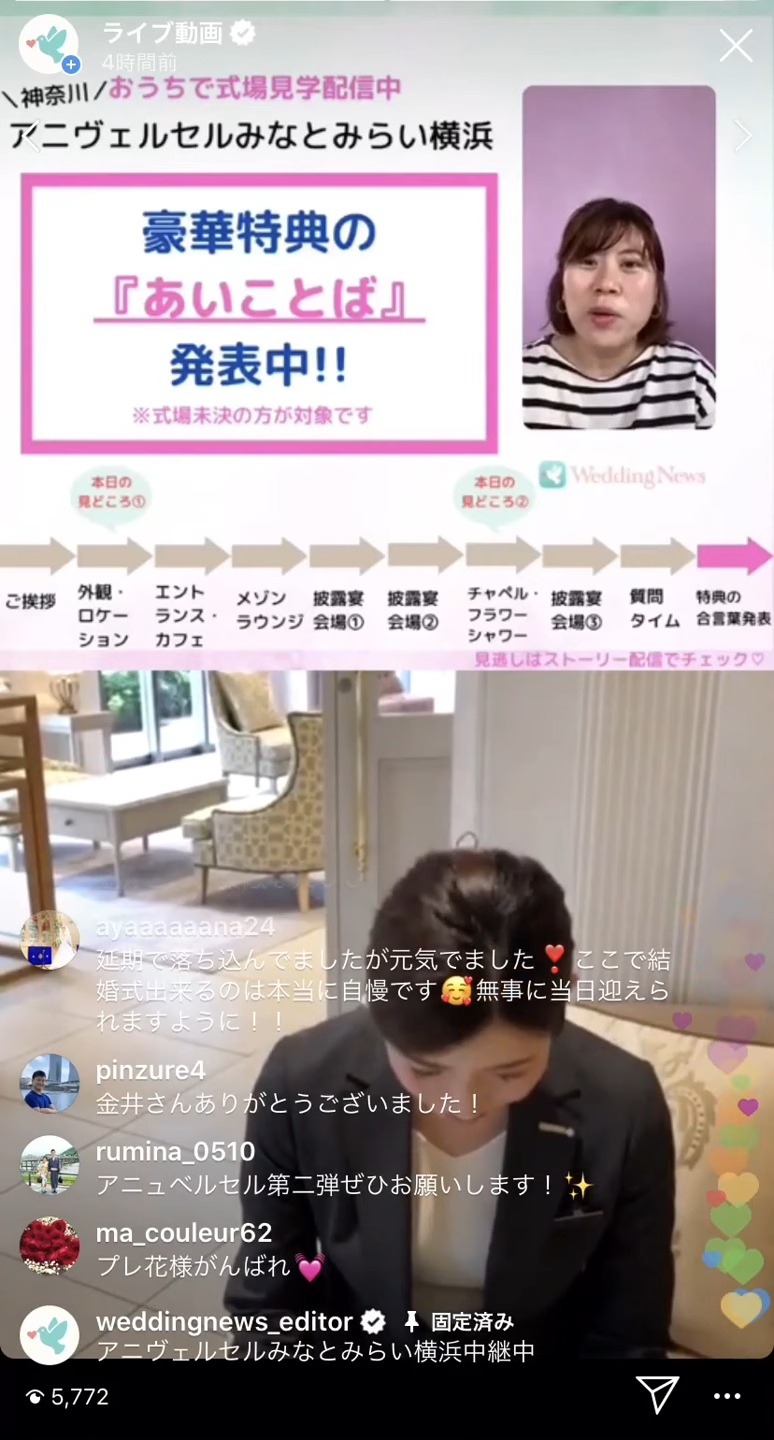 ライブ動画
4時間前
\神奈川/おうちで式場見学配信中
アニヴェルセルみなとみらい横浜
豪華特典の
『あいことば』
発表中!!
※式場未決の方が対象です
本日の
見どころ①
本日の
見どころ②
WeddingNews
ご挨拶
外観・
ロケー
ション
エント
ランス・
カフェ
メゾン
ラウンジ
披露宴
会場①
披露宴
会場②
チャペル・
フラワー
シャワー
披露宴
会場③
質問
タイム
特典の
合言葉発表
見逃しはストーリー配信でチェック♡
ayaaaaaaana24
延期で落ち込んでましたが元気でました❣️ここで結
婚式出来るのは本当に自慢です🥰無事に当日迎えら
れますように！！
pinzure4
金井さんありがとうございました！
rumina_0510
アニュベルセル第二弾ぜひお願いします！✨
ma_couleur62
プレ花様がんばれ💓
weddingnews_editor 固定済み
アニヴェルセルみなとみらい横浜中継中
5,772